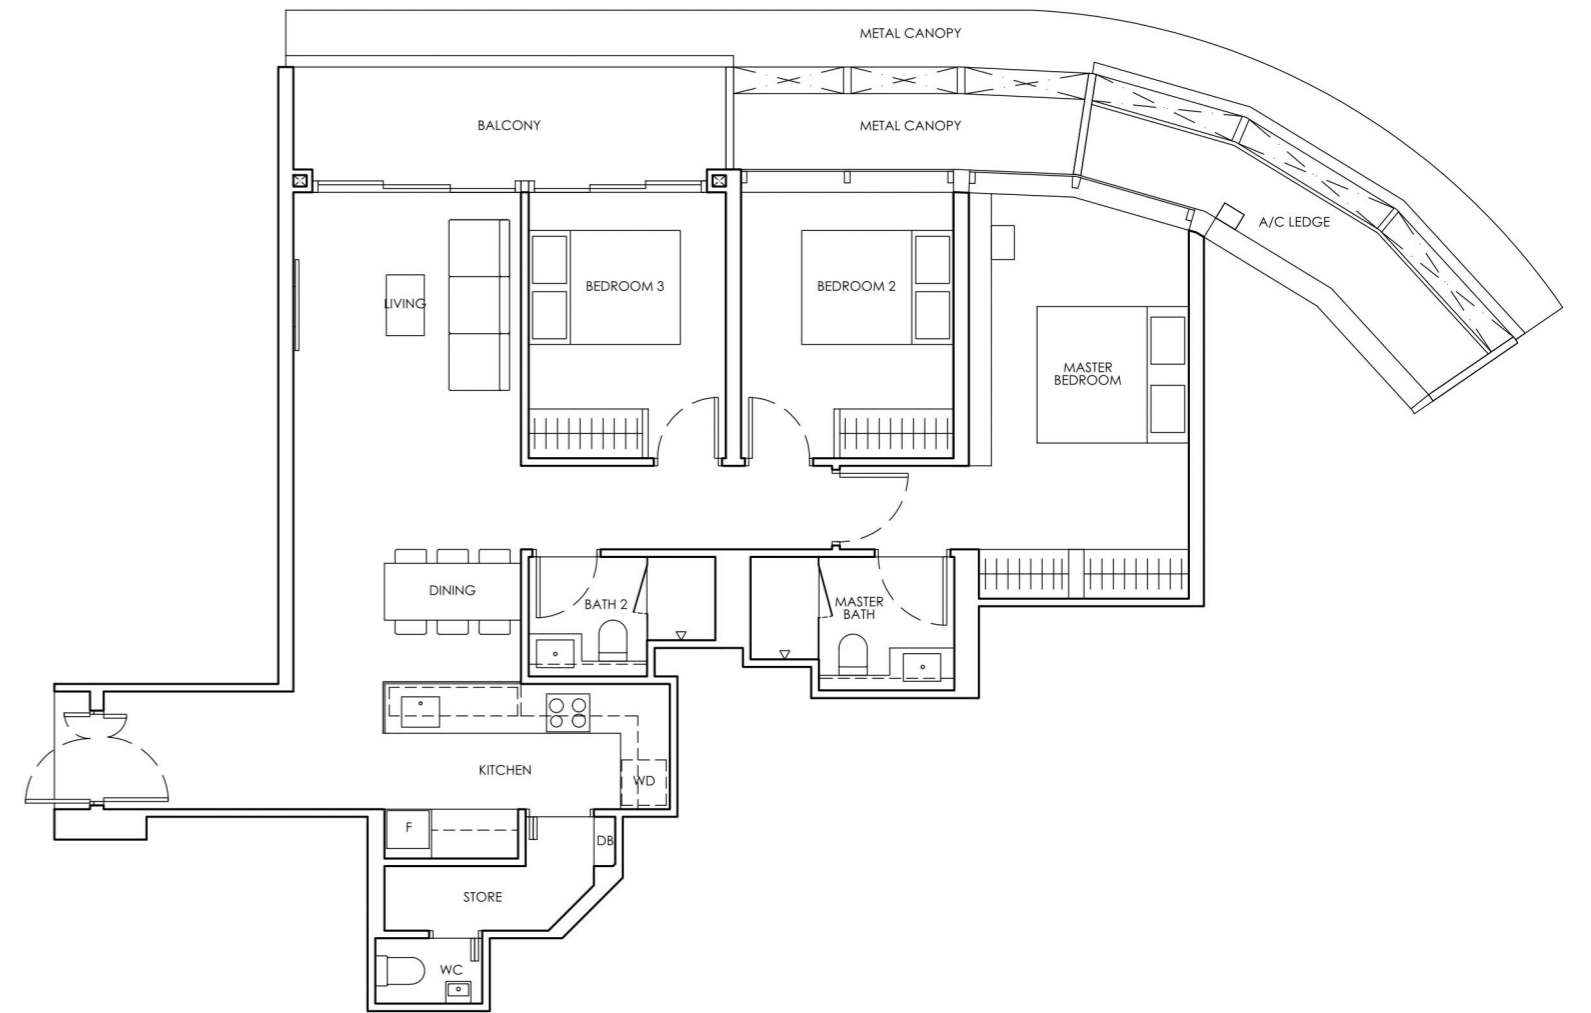 METAL CANOPY
BALCONY
METAL CANOPY
A/C LEDGE
LIVING
BEDROOM 3
BEDROOM 2
MASTER
BEDROOM
DINING
BATH 2
MASTER
BATH
KITCHEN
WD
F
DB
STORE
WC